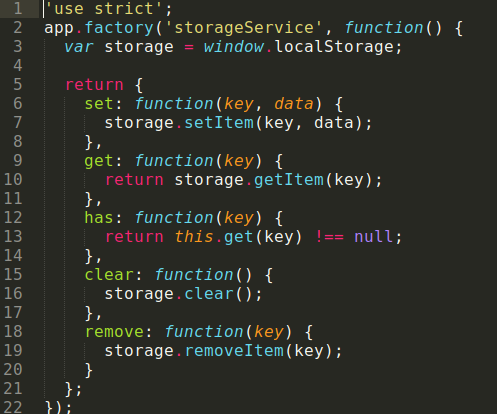 1 'use strict';
2 app.factory('storageService', function() {
3   var storage = window.localStorage;
4
5   return {
6     set: function(key, data) {
7       storage.setItem(key, data);
8     },
9     get: function(key) {
10       return storage.getItem(key);
11     },
12     has: function(key) {
13       return this.get(key) !== null;
14     },
15     clear: function() {
16       storage.clear();
17     },
18     remove: function(key) {
19       storage.removeItem(key);
20     }
21   };
22 });